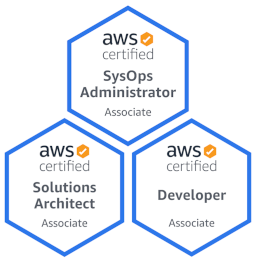 aws
certified
SysOps
Administrator
Associate
aws
certified
Solutions
Architect
Associate
aws
certified
Developer
Associate